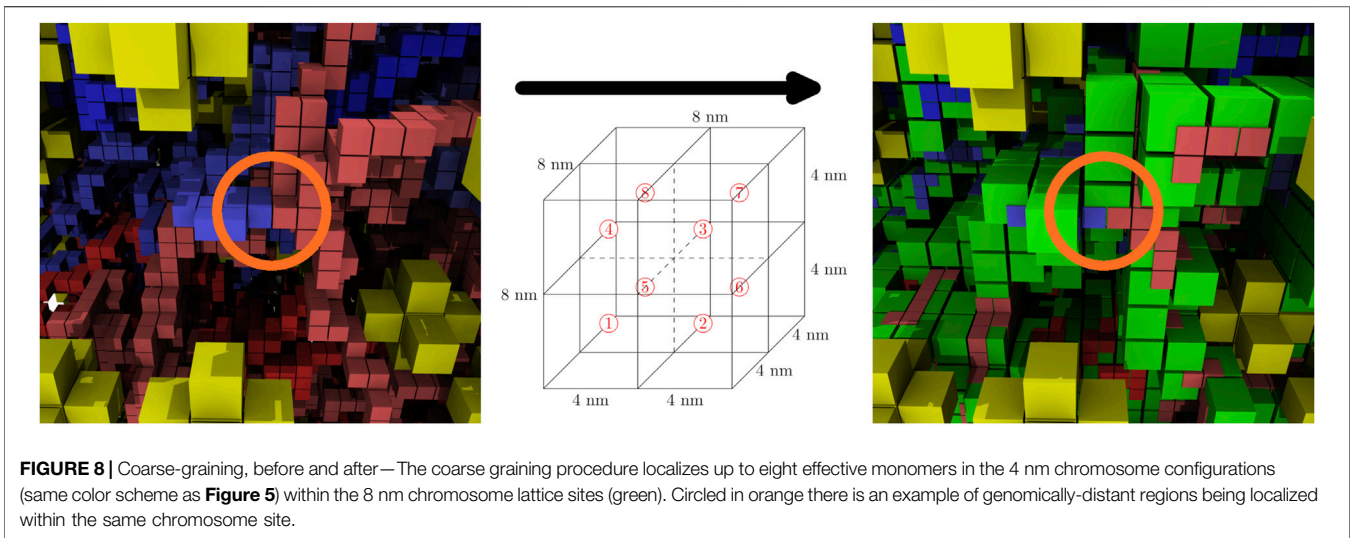 8 nm
8 nm
4 nm
8
7
4
3
4 nm
5
6
8 nm
1
2
4 nm
4 nm
4 nm
4 nm
FIGURE 8 | Coarse-graining, before and after—The coarse graining procedure localizes up to eight effective monomers in the 4 nm chromosome configurations
(same color scheme as Figure 5) within the 8 nm chromosome lattice sites (green). Circled in orange there is an example of genomically-distant regions being localized
within the same chromosome site.